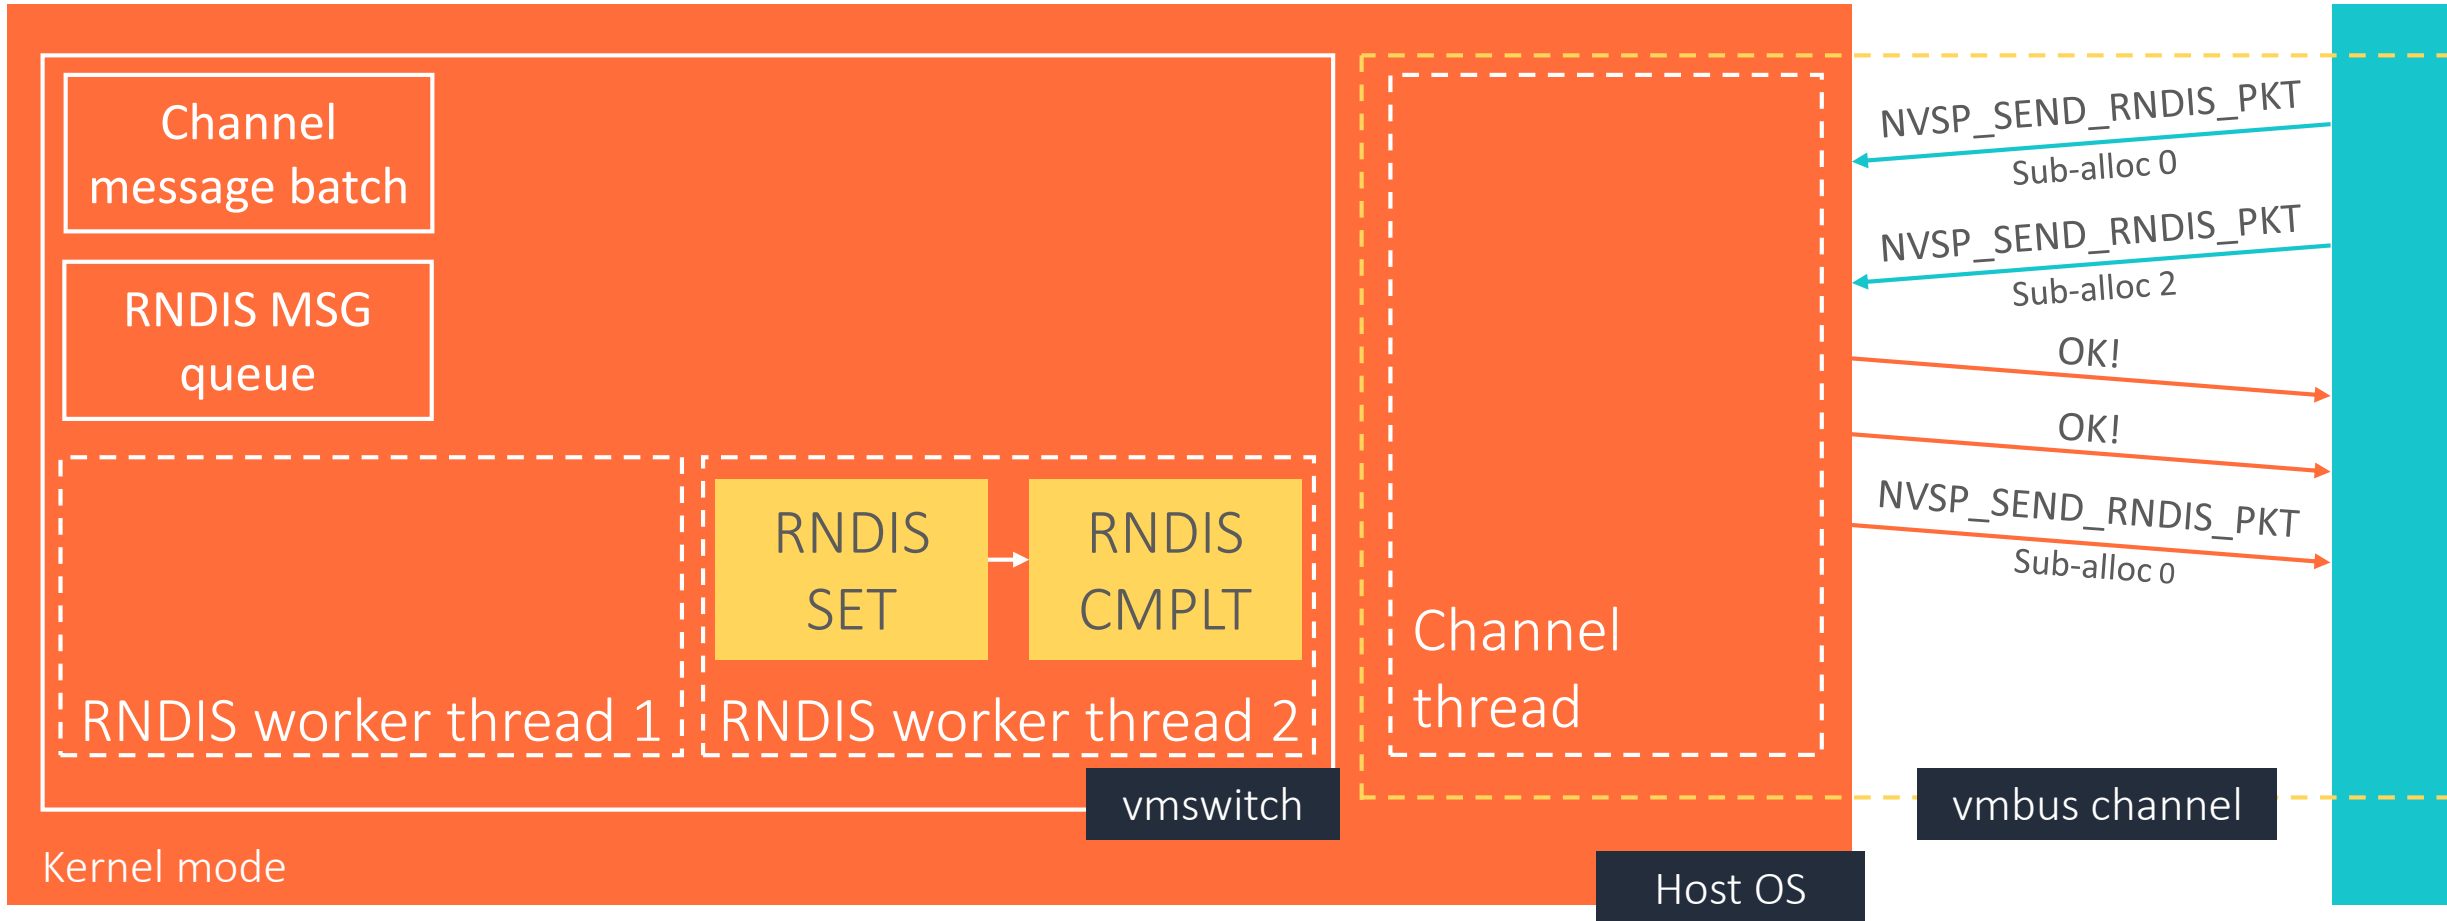 Channel
message batch
RNDIS MSG
queue
RNDIS
SET
RNDIS
CMPLT
RNDIS worker thread 1
RNDIS worker thread 2
vmswitch
Kernel mode
Channel
thread
Host OS
NVSP_SEND_RNDIS_PKT
Sub-alloc 0
NVSP_SEND_RNDIS_PKT
Sub-alloc 2
OK!
OK!
NVSP_SEND_RNDIS_PKT
Sub-alloc 0
vmbus channel